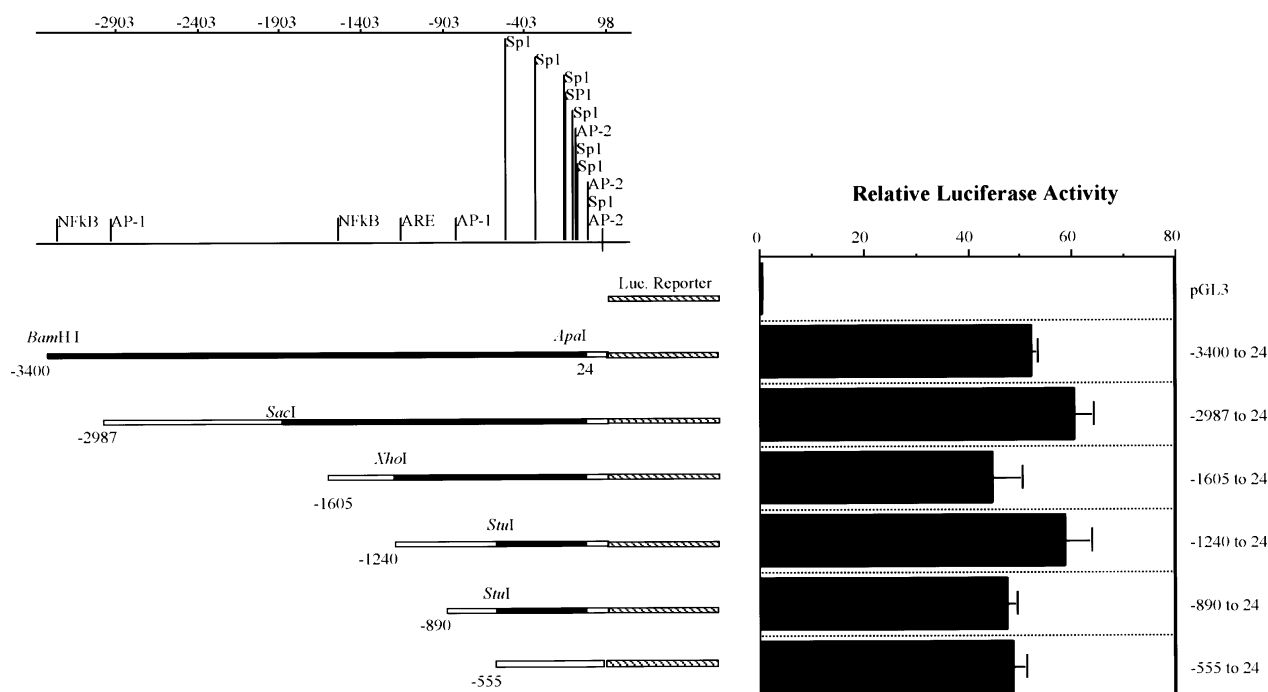 -2903 -2403 -1903 -1403 -903 -403 98
Sp1
Sp1
Sp1
SP1
Sp1
AP-2
Sp1
Sp1
AP-2
Sp1
NFkB AP-1 NFkB ARE AP-1 AP-2
Relative Luciferase Activity
0 20 40 60 80
Luc. Reporter
pGL3
BamH I ApaI
-3400 24
-3400 to 24
SacI
-2987
-2987 to 24
XhoI
-1605
-1605 to 24
StuI
-1240
-1240 to 24
StuI
-890
-890 to 24
-555
-555 to 24